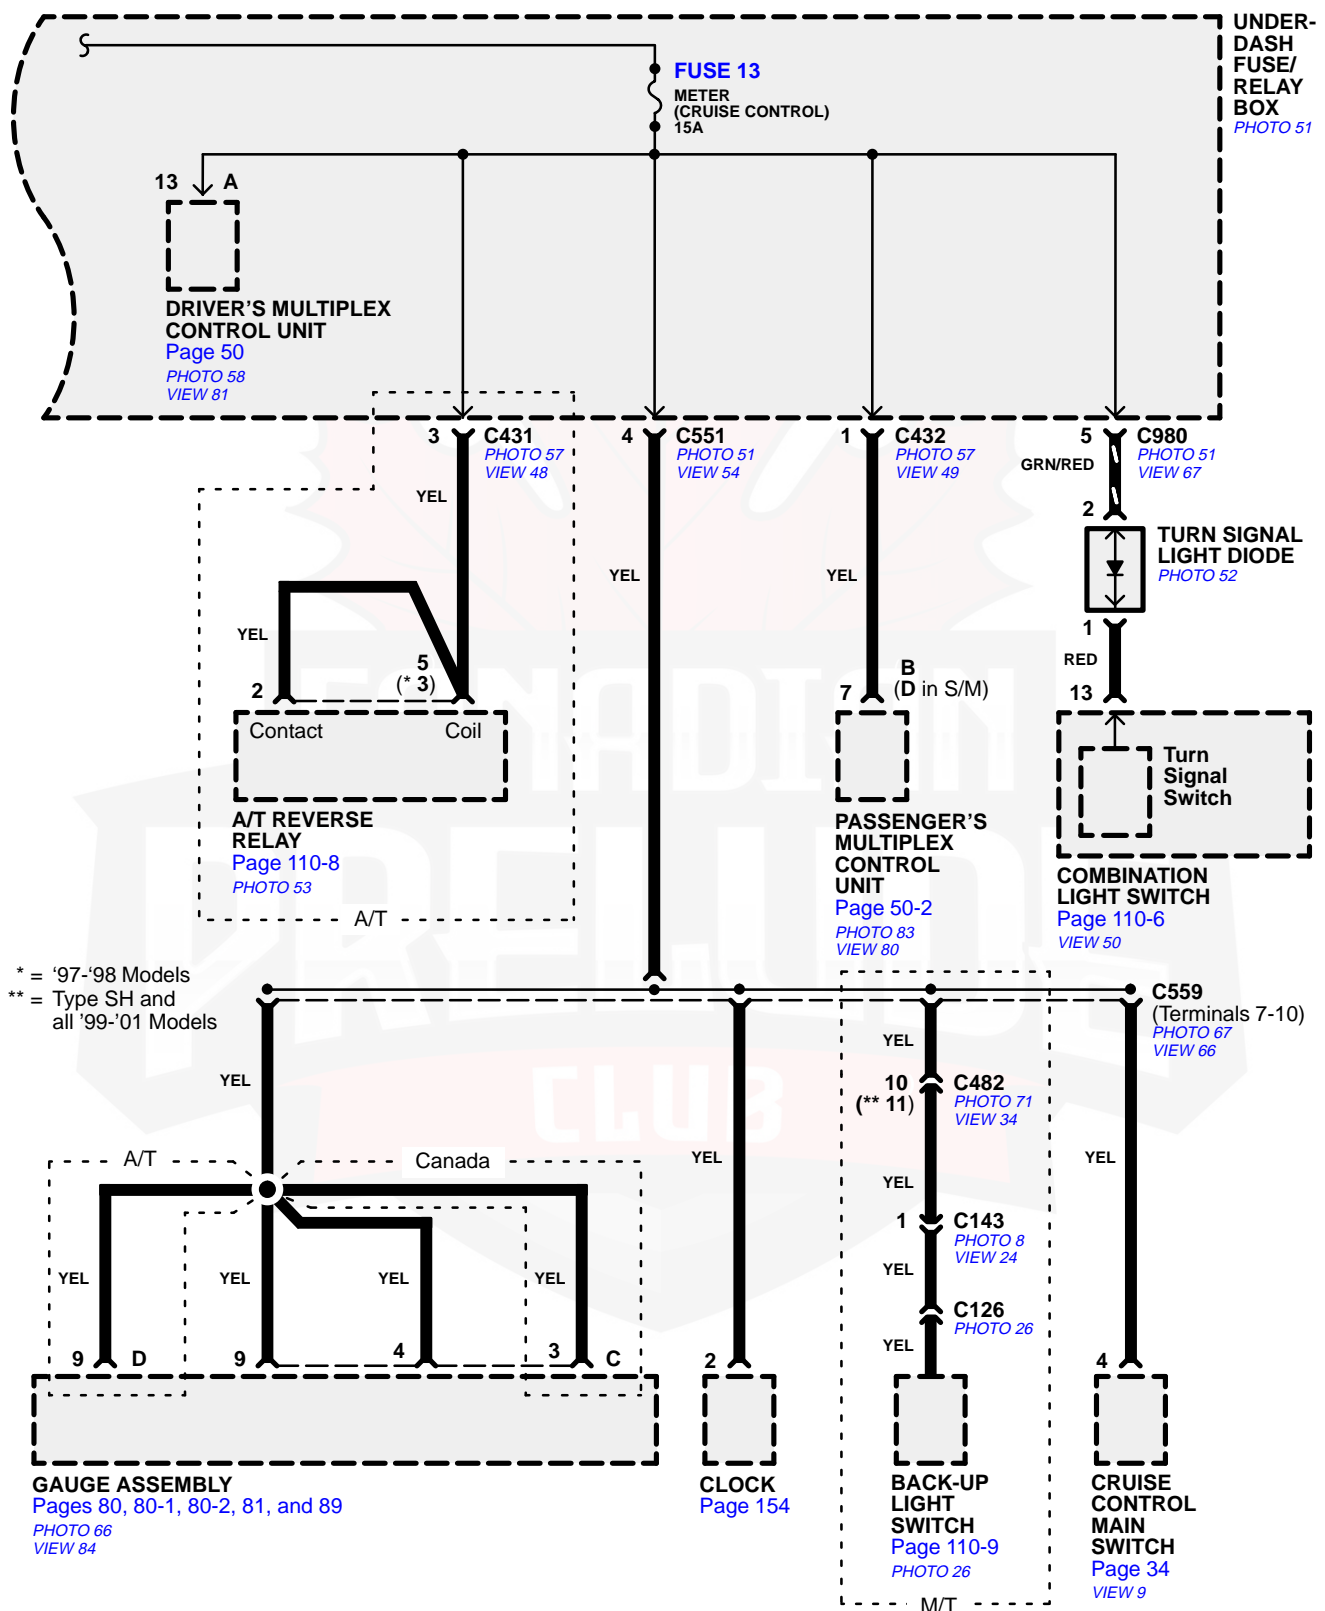 UNDER-
DASH
FUSE/
RELAY
BOX
PHOTO 51
FUSE 13
METER
(CRUISE CONTROL)
15A
13 A
DRIVER’S MULTIPLEX
CONTROL UNIT
Page 50
PHOTO 58
VIEW 81
3 C431
PHOTO 57
VIEW 48
YEL
4 C551
PHOTO 51
VIEW 54
1 C432
PHOTO 57
VIEW 49
5 C980
PHOTO 51
VIEW 67
GRN/RED
2
TURN SIGNAL
LIGHT DIODE
PHOTO 52
YEL
YEL
1
RED
13
YEL
2
5
(* 3)
Contact Coil
A/T REVERSE
RELAY
Page 110-8
PHOTO 53
A/T
7
B
(D in S/M)
PASSENGER’S
MULTIPLEX
CONTROL
UNIT
Page 50-2
PHOTO 83
VIEW 80
Turn
Signal
Switch
COMBINATION
LIGHT SWITCH
Page 110-6
VIEW 50
CANADIAN
PRELUDE
CLUB
* = ‘97-‘98 Models
** = Type SH and
all ’99-’01 Models
C559
(Terminals 7-10)
PHOTO 67
VIEW 66
YEL
YEL
10
(** 11)
C482
PHOTO 71
VIEW 34
A/T
Canada
YEL
YEL
YEL
1 C143
PHOTO 8
VIEW 24
YEL
YEL
YEL
YEL
YEL
C126
PHOTO 26
YEL
9 D
9
4
3 C
2
4
GAUGE ASSEMBLY
Pages 80, 80-1, 80-2, 81, and 89
PHOTO 66
VIEW 84
CLOCK
Page 154
BACK-UP
LIGHT
SWITCH
Page 110-9
PHOTO 26
M/T
CRUISE
CONTROL
MAIN
SWITCH
Page 34
VIEW 9